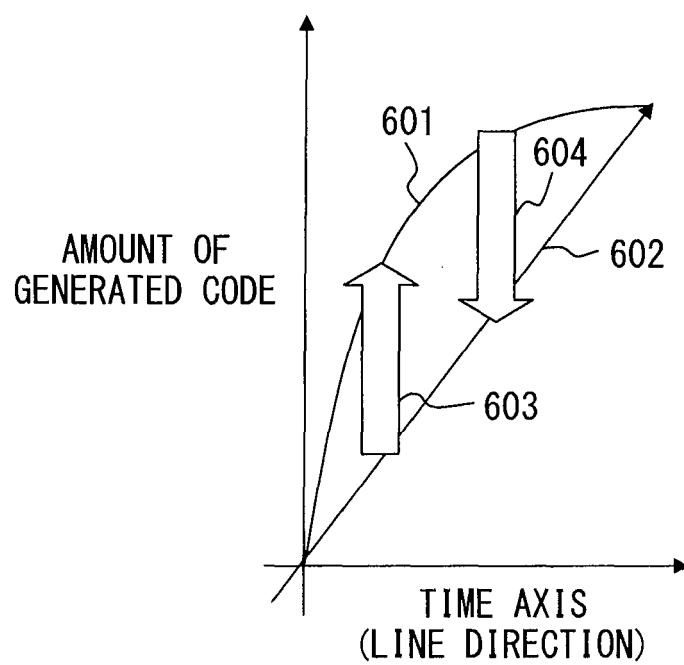 601
604
AMOUNT OF
GENERATED CODE
602
603
TIME AXIS
(LINE DIRECTION)